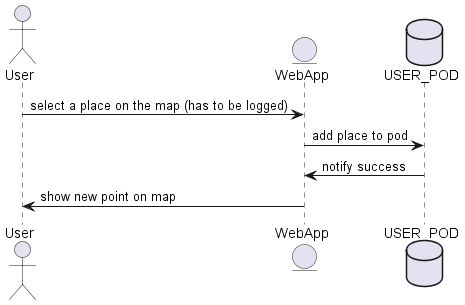 User
WebApp
USER_POD
select a place on the map (has to be logged)
add place to pod
notify success
show new point on map
User
WebApp
USER_POD